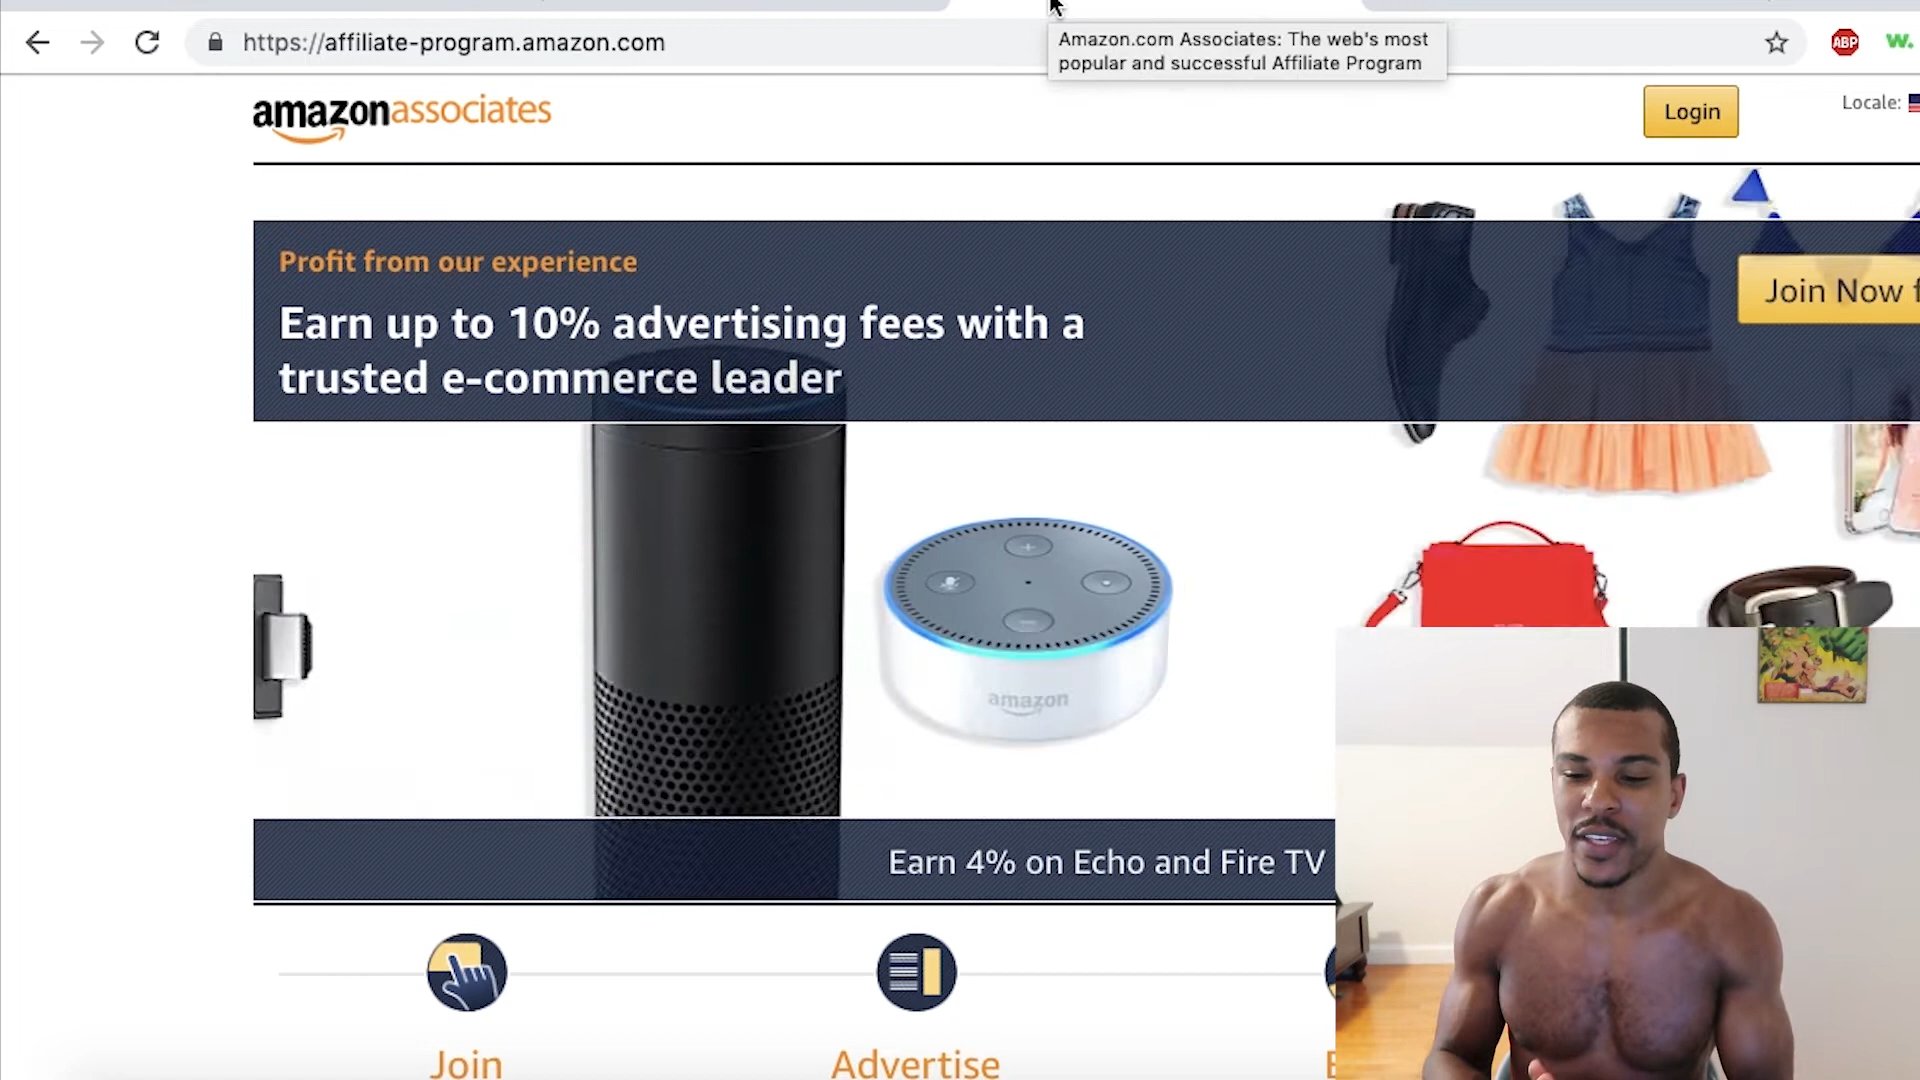 https://affiliate-program.amazon.com
Amazon.com Associates: The web's most
popular and successful Affiliate Program
ABP
w.
amazonassociates
Login
Locale:
Profit from our experience
Earn up to 10% advertising fees with a
trusted e-commerce leader
Join Now f
amazon
Earn 4% on Echo and Fire TV
Join
Advertise
E